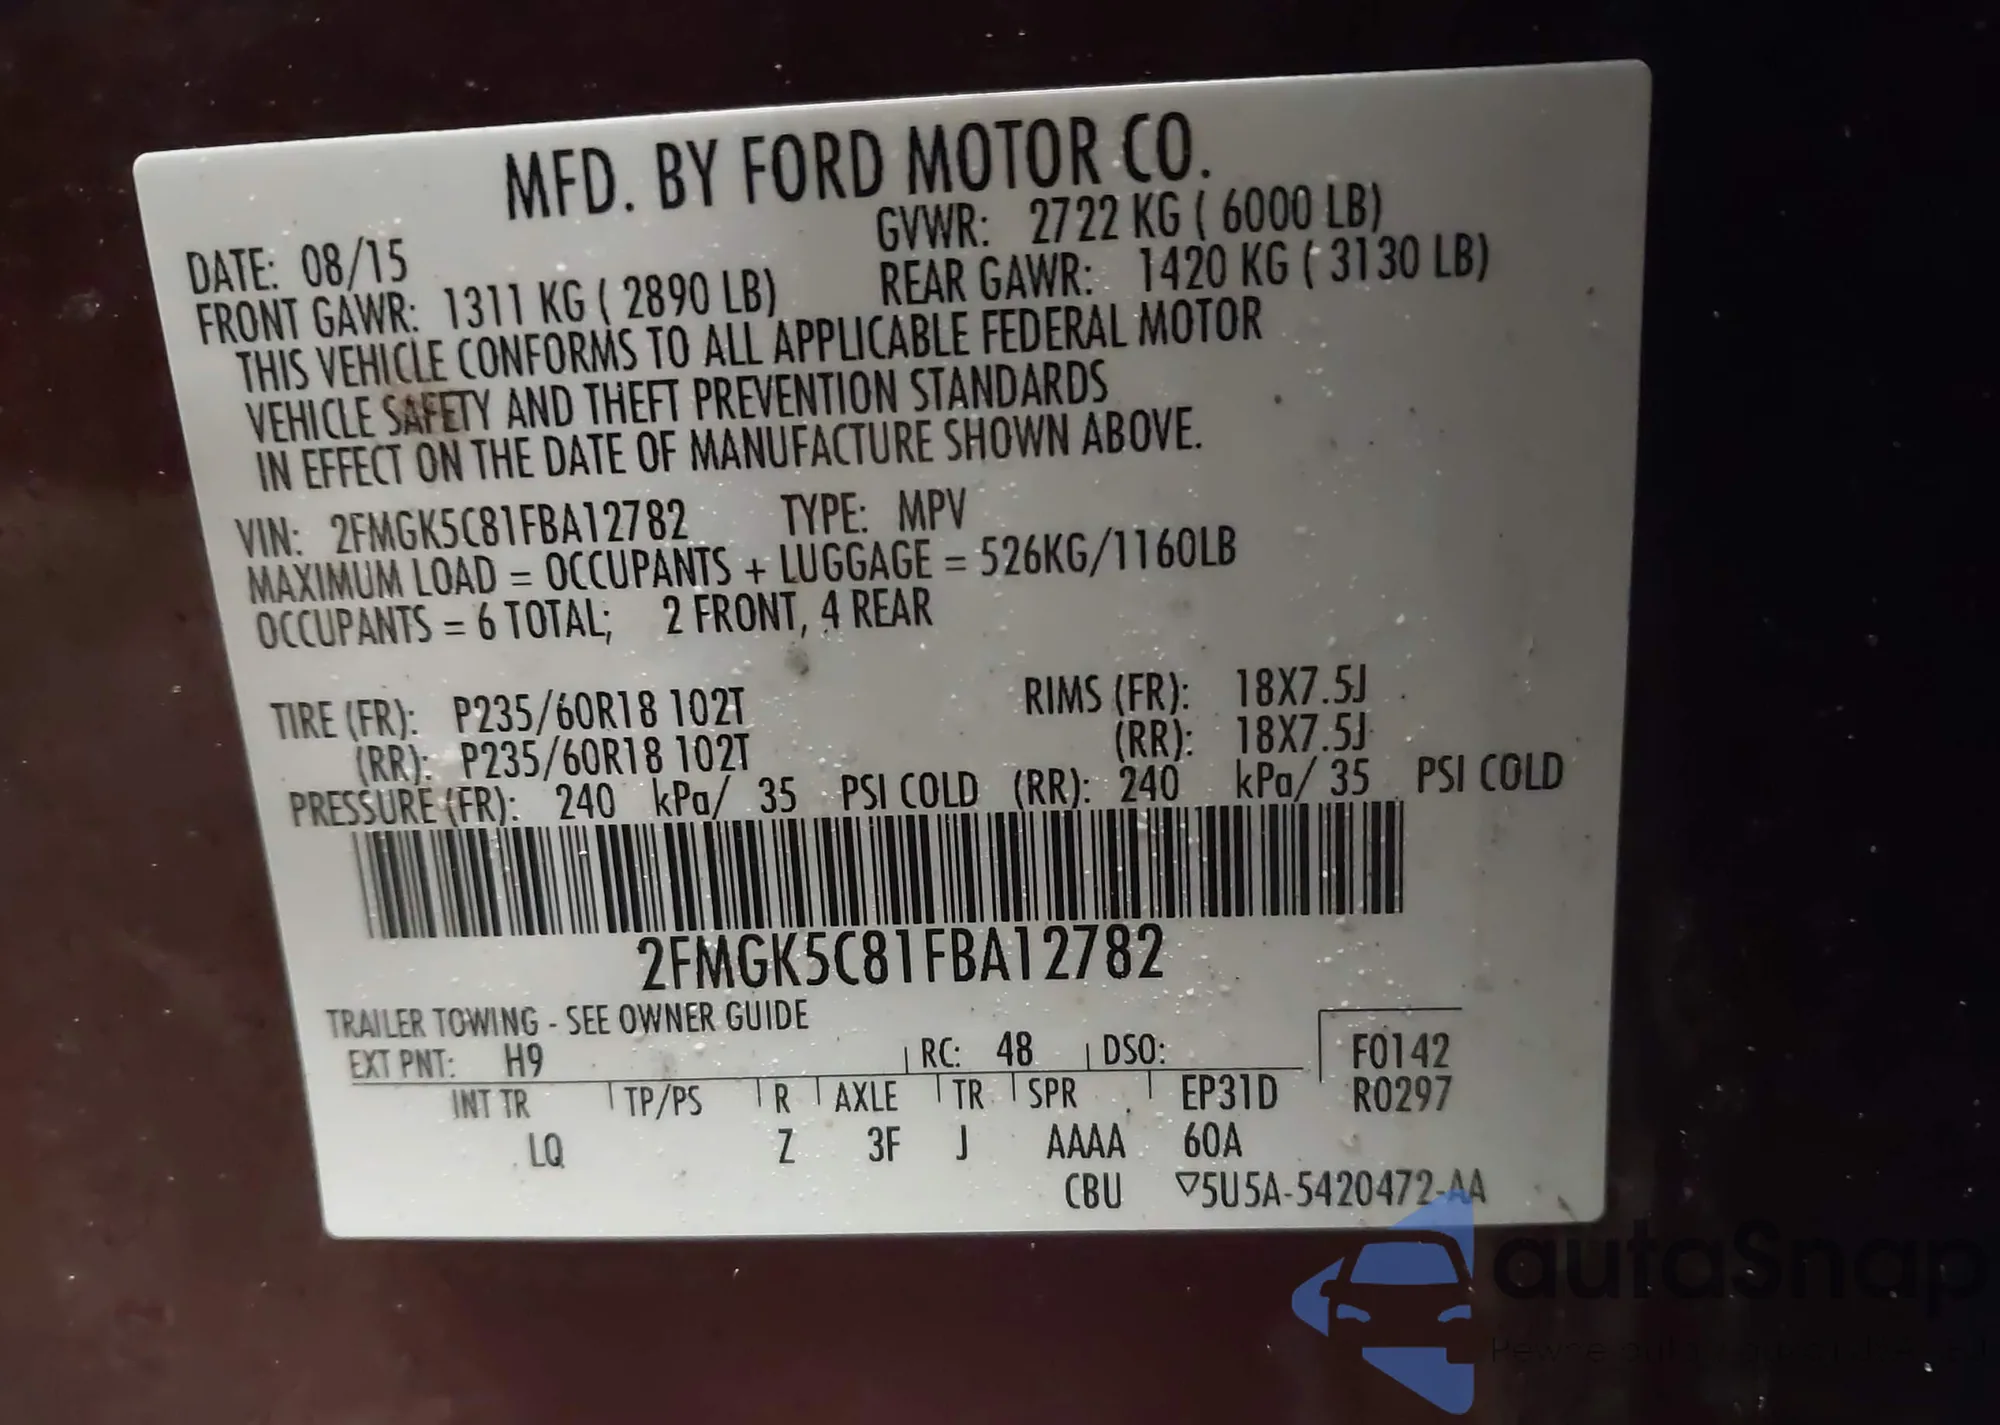 MFD. BY FORD MOTOR CO.
DATE: 08/15 GVWR: 2722 KG ( 6000 LB)
FRONT GAWR: 1311 KG ( 2890 LB) REAR GAWR: 1420 KG ( 3130 LB)
THIS VEHICLE CONFORMS TO ALL APPLICABLE FEDERAL MOTOR
VEHICLE SAFETY AND THEFT PREVENTION STANDARDS
IN EFFECT ON THE DATE OF MANUFACTURE SHOWN ABOVE.
VIN: 2FMGK5C81FBA12782 TYPE: MPV
MAXIMUM LOAD = OCCUPANTS + LUGGAGE = 526KG/1160LB
OCCUPANTS = 6 TOTAL; 2 FRONT, 4 REAR
TIRE (FR): P235/60R18 102T RIMS (FR): 18X7.5J
(RR): P235/60R18 102T (RR): 18X7.5J
PRESSURE (FR): 240 kPa/ 35 PSI COLD (RR): 240 kPa/ 35 PSI COLD
2FMGK5C81FBA12782
TRAILER TOWING - SEE OWNER GUIDE
EXT PNT: H9 RC: 48 DSO: F0142
INT TR TP/PS R AXLE TR SPR EP31D R0297
LQ Z 3F J AAAA 60A
CBU ▽5U5A-5420472-AA
autoSnap